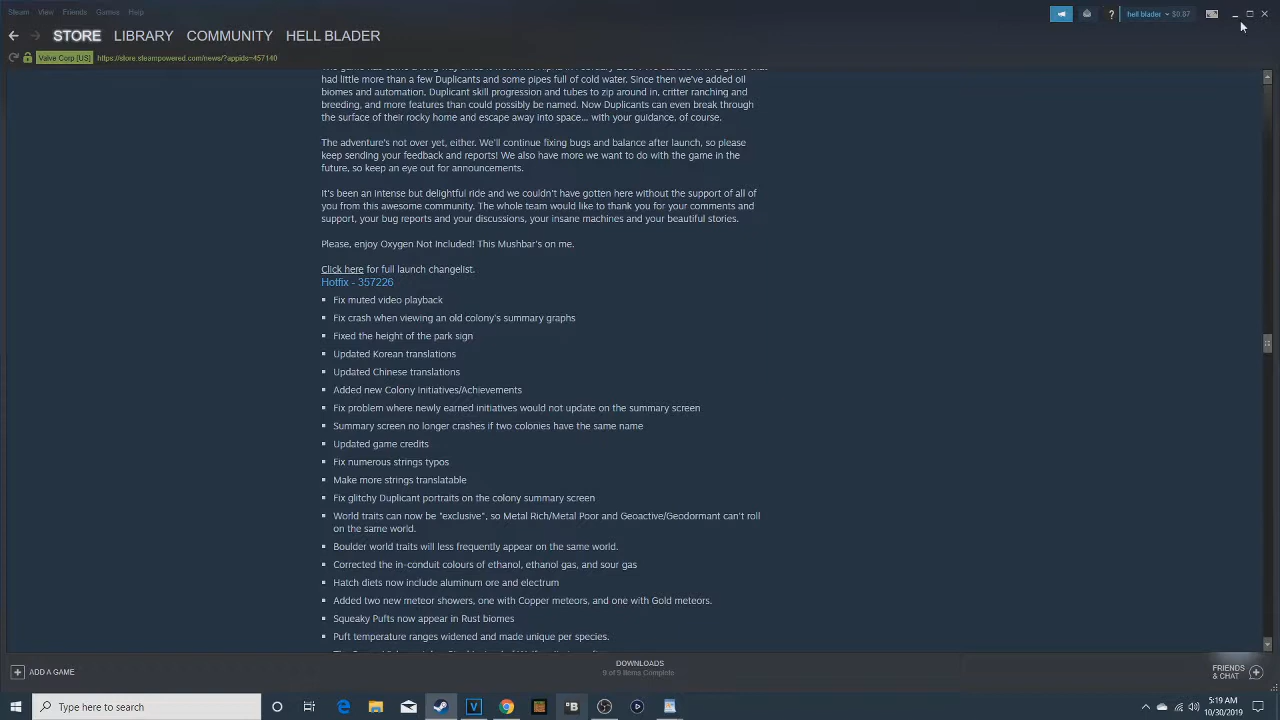 Steam View Friends Games Help
hell blader $0.87
STORE LIBRARY COMMUNITY HELL BLADER
Valve Corp [US] https://store.steampowered.com/news/?appids=457140
had little more than a few Duplicants and some pipes full of cold water. Since then we've added oil
biomes and automation, Duplicant skill progression and tubes to zip around in, critter ranching and
breeding, and more features than could possibly be named. Now Duplicants can even break through
the surface of their rocky home and escape away into space... with your guidance, of course.
The adventure's not over yet, either. We'll continue fixing bugs and balance after launch, so please
keep sending your feedback and reports! We also have more we want to do with the game in the
future, so keep an eye out for announcements.
It's been an intense but delightful ride and we couldn't have gotten here without the support of all of
you from this awesome community. The whole team would like to thank you for your comments and
support, your bug reports and your discussions, your insane machines and your beautiful stories.
Please, enjoy Oxygen Not Included! This Mushbar's on me.
Click here for full launch changelist.
Hotfix - 357226
Fix muted video playback
Fix crash when viewing an old colony's summary graphs
Fixed the height of the park sign
Updated Korean translations
Updated Chinese translations
Added new Colony Initiatives/Achievements
Fix problem where newly earned initiatives would not update on the summary screen
Summary screen no longer crashes if two colonies have the same name
Updated game credits
Fix numerous strings typos
Make more strings translatable
Fix glitchy Duplicant portraits on the colony summary screen
World traits can now be "exclusive", so Metal Rich/Metal Poor and Geoactive/Geodormant can't roll
on the same world.
Boulder world traits will less frequently appear on the same world.
Corrected the in-conduit colours of ethanol, ethanol gas, and sour gas
Hatch diets now include aluminum ore and electrum
Added two new meteor showers, one with Copper meteors, and one with Gold meteors.
Squeaky Pufts now appear in Rust biomes
Puft temperature ranges widened and made unique per species.
ADD A GAME
DOWNLOADS
9 of 9 Items Complete
FRIENDS
& CHAT
Type here to search
5:19 AM
10/30/2019